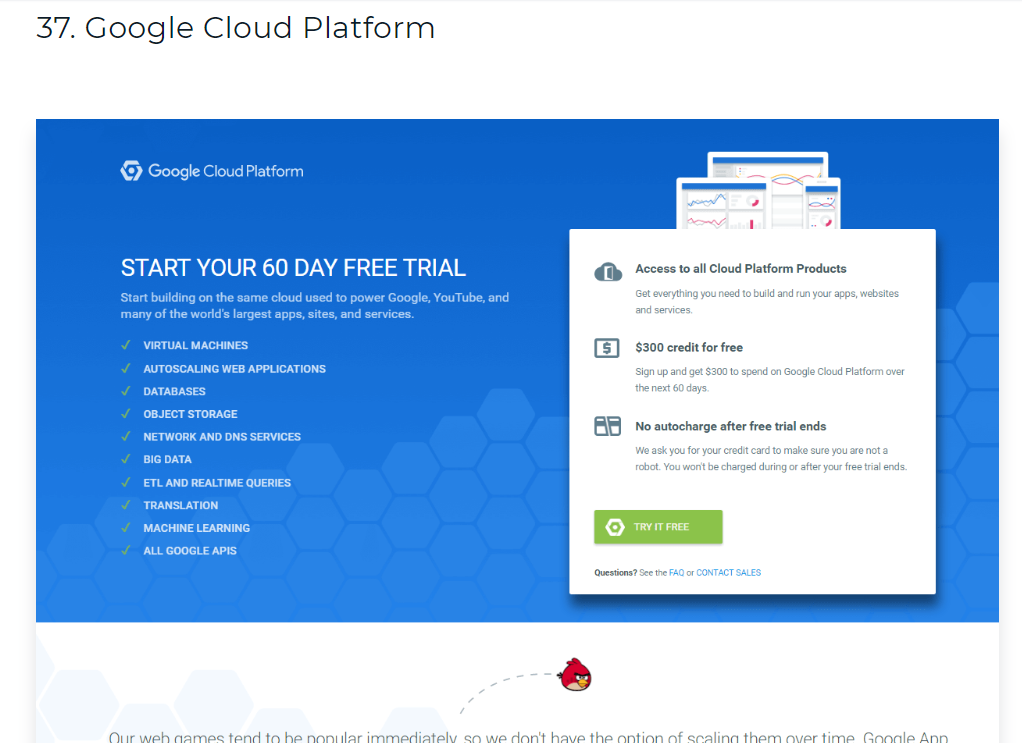 37. Google Cloud Platform
Google Cloud Platform
START YOUR 60 DAY FREE TRIAL
Start building on the same cloud used to power Google, YouTube, and
many of the world's largest apps, sites, and services.
✓ VIRTUAL MACHINES
✓ AUTOSCALING WEB APPLICATIONS
✓ DATABASES
✓ OBJECT STORAGE
✓ NETWORK AND DNS SERVICES
✓ BIG DATA
✓ ETL AND REALTIME QUERIES
✓ TRANSLATION
✓ MACHINE LEARNING
✓ ALL GOOGLE APIS
Access to all Cloud Platform Products
Get everything you need to build and run your apps, websites
and services.
$300 credit for free
Sign up and get $300 to spend on Google Cloud Platform over
the next 60 days.
No autocharge after free trial ends
We ask you for your credit card to make sure you are not a
robot. You won't be charged during or after your free trial ends.
TRY IT FREE
Questions? See the FAQ or CONTACT SALES
Our web games tend to be popular immediately, so we don't have the option of scaling them over time. Google App